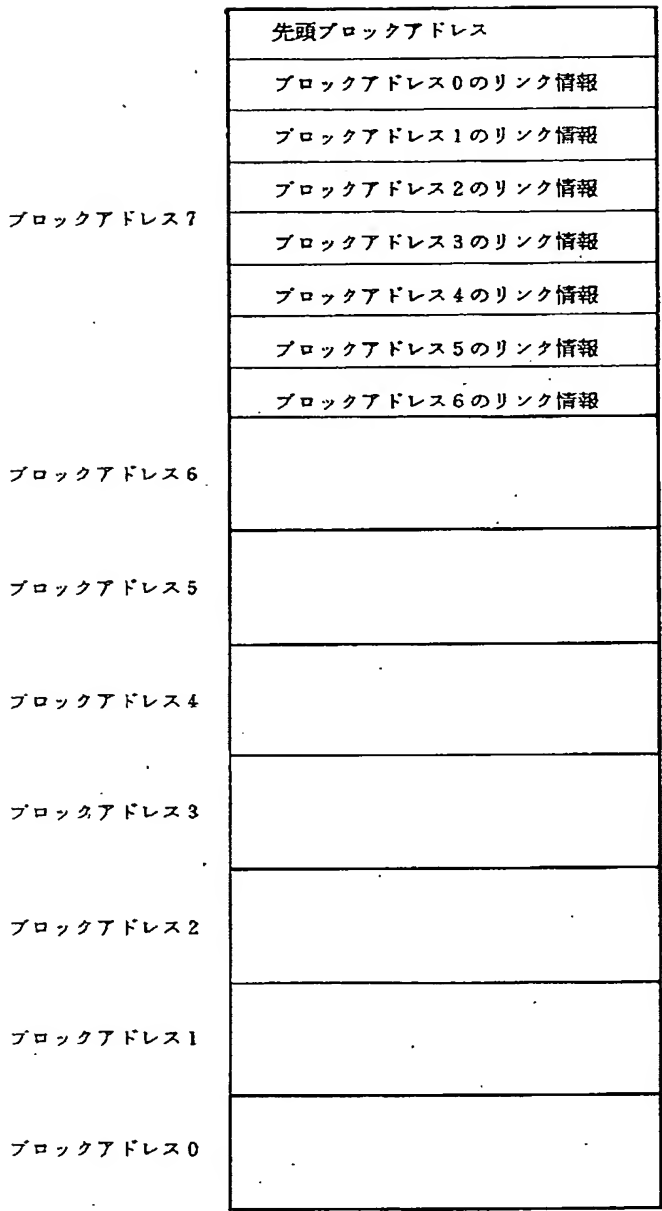 先頭ブロックアドレス
ブロックアドレス0のリンク情報
ブロックアドレス1のリンク情報
ブロックアドレス2のリンク情報
ブロックアドレス7
ブロックアドレス3のリンク情報
ブロックアドレス4のリンク情報
ブロックアドレス5のリンク情報
ブロックアドレス6のリンク情報
ブロックアドレス6
ブロックアドレス5
ブロックアドレス4
ブロックアドレス3
ブロックアドレス2
ブロックアドレス1
ブロックアドレス0